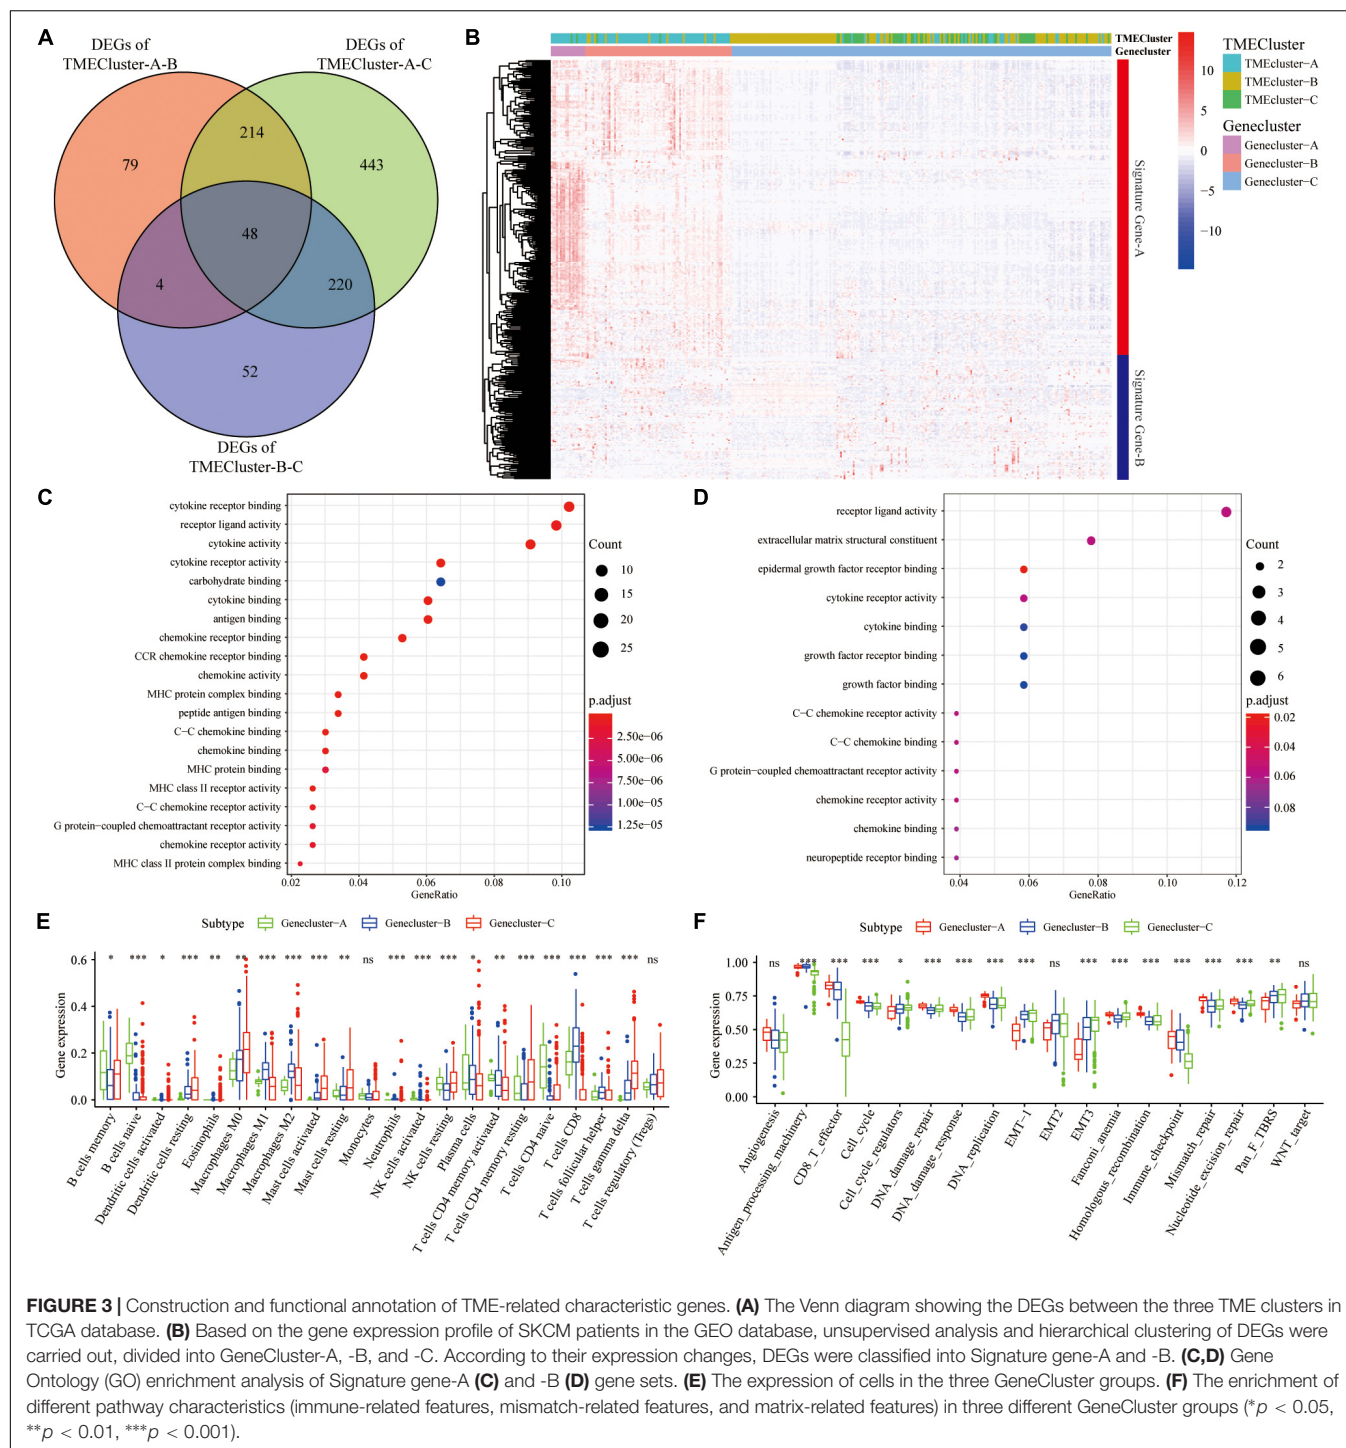 A
DEGs of
TMECluster-A-B
DEGs of
TMECluster-A-C
79
214
443
48
4
220
52
DEGs of
TMECluster-B-C
B
TMECluster
Genecluster
Signature Gene-A
Signature Gene-B
10
5
0
−5
−10
TMECluster
TMEcluster−A
TMEcluster−B
TMEcluster−C
Genecluster
Genecluster−A
Genecluster−B
Genecluster−C
C
cytokine receptor binding
receptor ligand activity
cytokine activity
cytokine receptor activity
carbohydrate binding
cytokine binding
antigen binding
chemokine receptor binding
CCR chemokine receptor binding
chemokine activity
MHC protein complex binding
peptide antigen binding
C−C chemokine binding
chemokine binding
MHC protein binding
MHC class II receptor activity
C−C chemokine receptor activity
G protein−coupled chemoattractant receptor activity
chemokine receptor activity
MHC class II protein complex binding
0.02 0.04 0.06 0.08 0.10
GeneRatio
Count
10
15
20
25
p.adjust
2.50e−06
5.00e−06
7.50e−06
1.00e−05
1.25e−05
D
receptor ligand activity
extracellular matrix structural constituent
epidermal growth factor receptor binding
cytokine receptor activity
cytokine binding
growth factor receptor binding
growth factor binding
C−C chemokine receptor activity
C−C chemokine binding
G protein−coupled chemoattractant receptor activity
chemokine receptor activity
chemokine binding
neuropeptide receptor binding
0.04 0.06 0.08 0.10 0.12
GeneRatio
Count
2
3
4
5
6
p.adjust
0.02
0.04
0.06
0.08
E
Subtype Genecluster−A Genecluster−B Genecluster−C
Gene expression
0.6
0.4
0.2
0.0
* *** * *** ** ** *** *** *** ** ns *** *** *** * ** *** *** *** *** *** ns
B cells memory
B cells naive
Dendritic cells activated
Dendritic cells resting
Eosinophils
Macrophages M0
Macrophages M1
Macrophages M2
Mast cells activated
Mast cells resting
Monocytes
Neutrophils
NK cells activated
NK cells resting
Plasma cells
T cells CD4 memory activated
T cells CD4 memory resting
T cells CD4 naive
T cells CD8
T cells follicular helper
T cells gamma delta
T cells regulatory (Tregs)
F
Subtype Genecluster−A Genecluster−B Genecluster−C
Gene expression
1.00
0.75
0.50
0.25
0.00
ns *** *** *** * *** *** *** *** ns *** *** *** *** *** *** ** ns
Angiogenesis
Antigen_processing_machinery
CD8_T_effector
Cell_cycle
Cell_cycle_regulators
DNA_damage_repair
DNA_damage_response
DNA_replication
EMT−1
EMT2
EMT3
Fanconi_anemia
Homologous_recombination
Immune_checkpoint
Mismatch_repair
Nucleotide_excision_repair
Pan_F_TBRS
WNT_target
FIGURE 3 | Construction and functional annotation of TME-related characteristic genes. (A) The Venn diagram showing the DEGs between the three TME clusters in
TCGA database. (B) Based on the gene expression profile of SKCM patients in the GEO database, unsupervised analysis and hierarchical clustering of DEGs were
carried out, divided into GeneCluster-A, -B, and -C. According to their expression changes, DEGs were classified into Signature gene-A and -B. (C,D) Gene
Ontology (GO) enrichment analysis of Signature gene-A (C) and -B (D) gene sets. (E) The expression of cells in the three GeneCluster groups. (F) The enrichment of
different pathway characteristics (immune-related features, mismatch-related features, and matrix-related features) in three different GeneCluster groups (*p < 0.05,
**p < 0.01, ***p < 0.001).